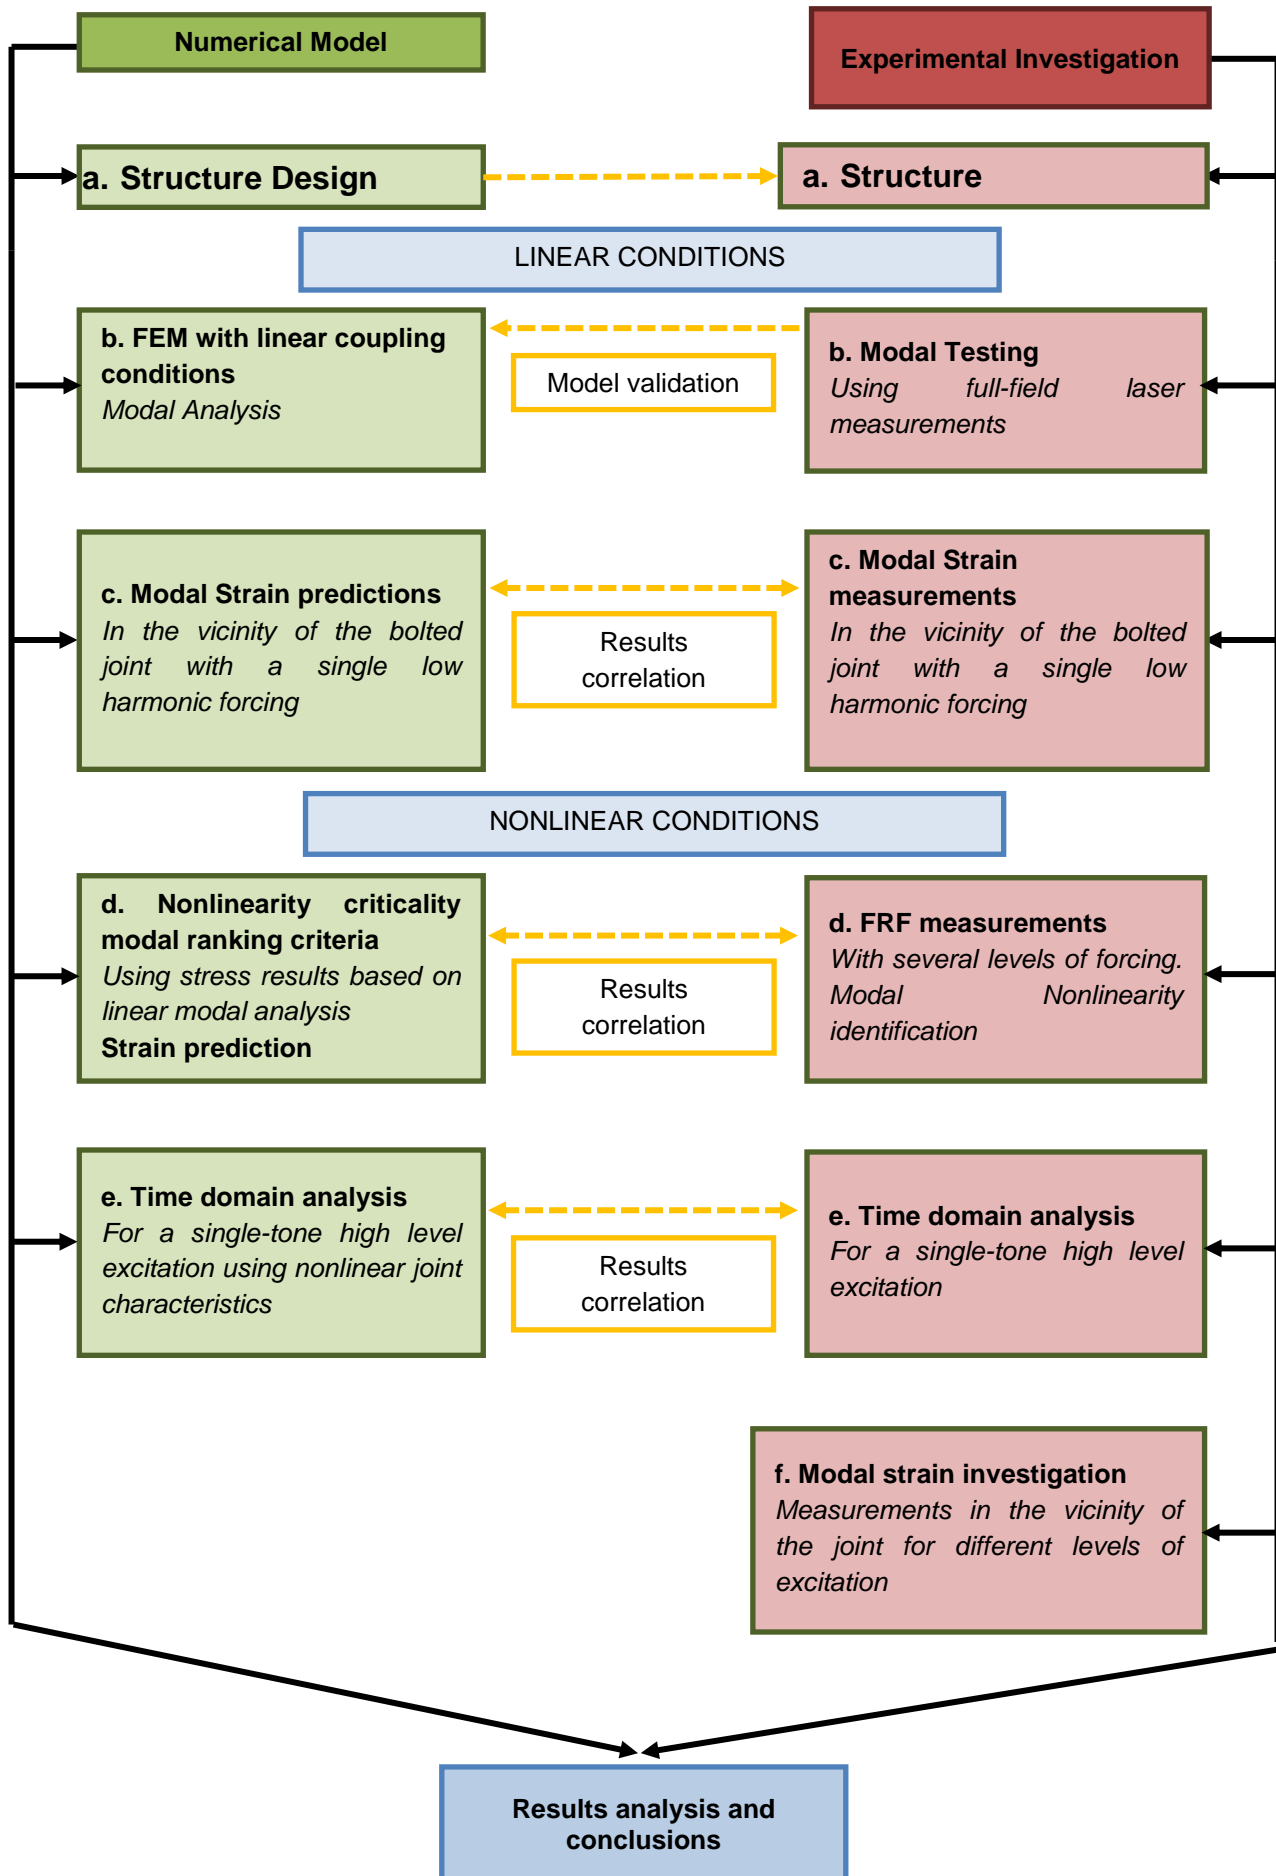 Numerical Model
Experimental Investigation
a. Structure Design
a. Structure
LINEAR CONDITIONS
b. FEM with linear coupling
conditions
Modal Analysis
Model validation
b. Modal Testing
Using full-field laser
measurements
c. Modal Strain predictions
In the vicinity of the bolted
joint with a single low
harmonic forcing
Results
correlation
c. Modal Strain
measurements
In the vicinity of the bolted
joint with a single low
harmonic forcing
NONLINEAR CONDITIONS
d. Nonlinearity criticality
modal ranking criteria
Using stress results based on
linear modal analysis
Strain prediction
Results
correlation
d. FRF measurements
With several levels of forcing.
Modal Nonlinearity
identification
e. Time domain analysis
For a single-tone high level
excitation using nonlinear joint
characteristics
Results
correlation
e. Time domain analysis
For a single-tone high level
excitation
f. Modal strain investigation
Measurements in the vicinity of
the joint for different levels of
excitation
Results analysis and
conclusions